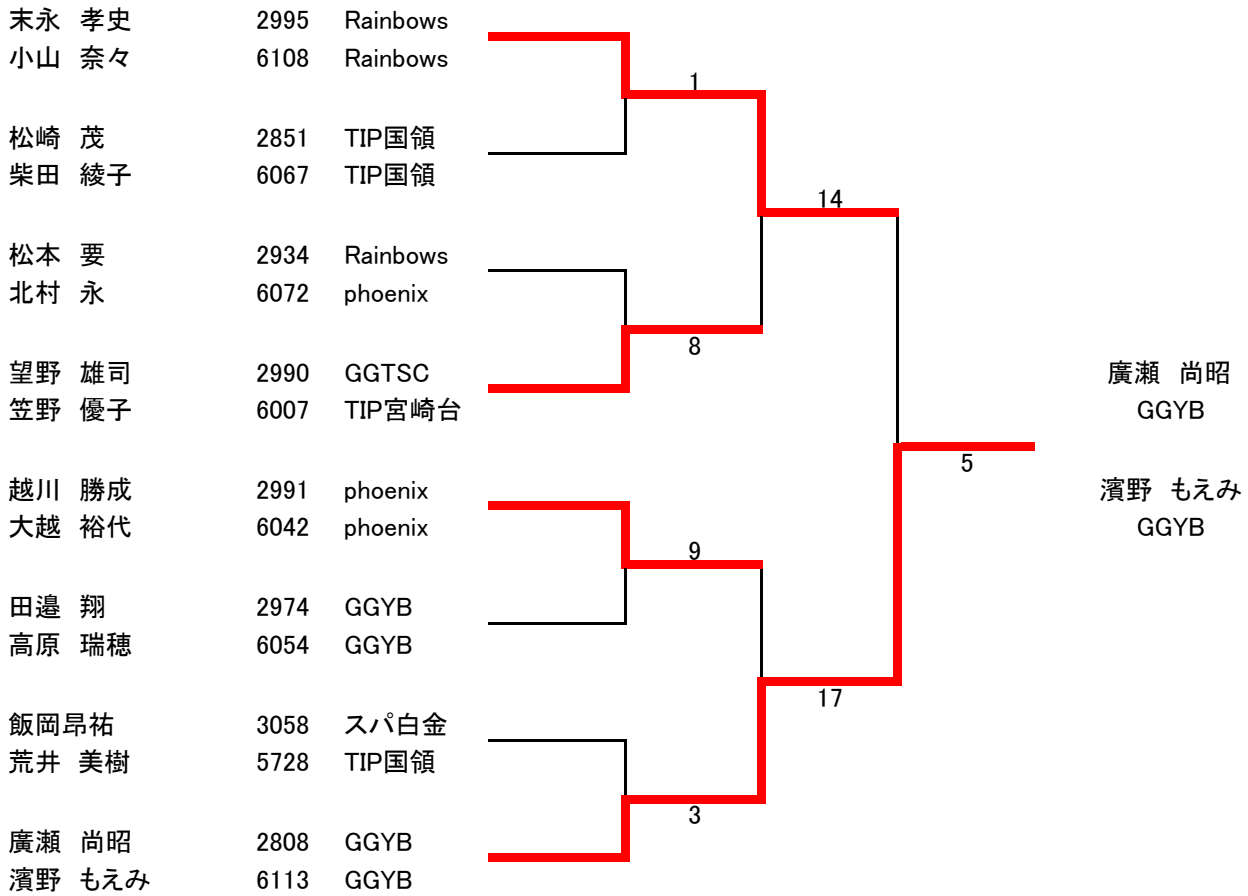 末永 孝史 2995 Rainbows
小山 奈々 6108 Rainbows
1
松崎 茂 2851 TIP国領
柴田 綾子 6067 TIP国領
14
松本 要 2934 Rainbows
北村 永 6072 phoenix
8
望野 雄司 2990 GGTSC 廣瀬 尚昭
笠野 優子 6007 TIP宮崎台 GGYB
5
越川 勝成 2991 phoenix 濱野 もえみ
大越 裕代 6042 phoenix GGYB
9
田邉 翔 2974 GGYB
高原 瑞穂 6054 GGYB
17
飯岡昂祐 3058 スパ白金
荒井 美樹 5728 TIP国領
3
廣瀬 尚昭 2808 GGYB
濱野 もえみ 6113 GGYB